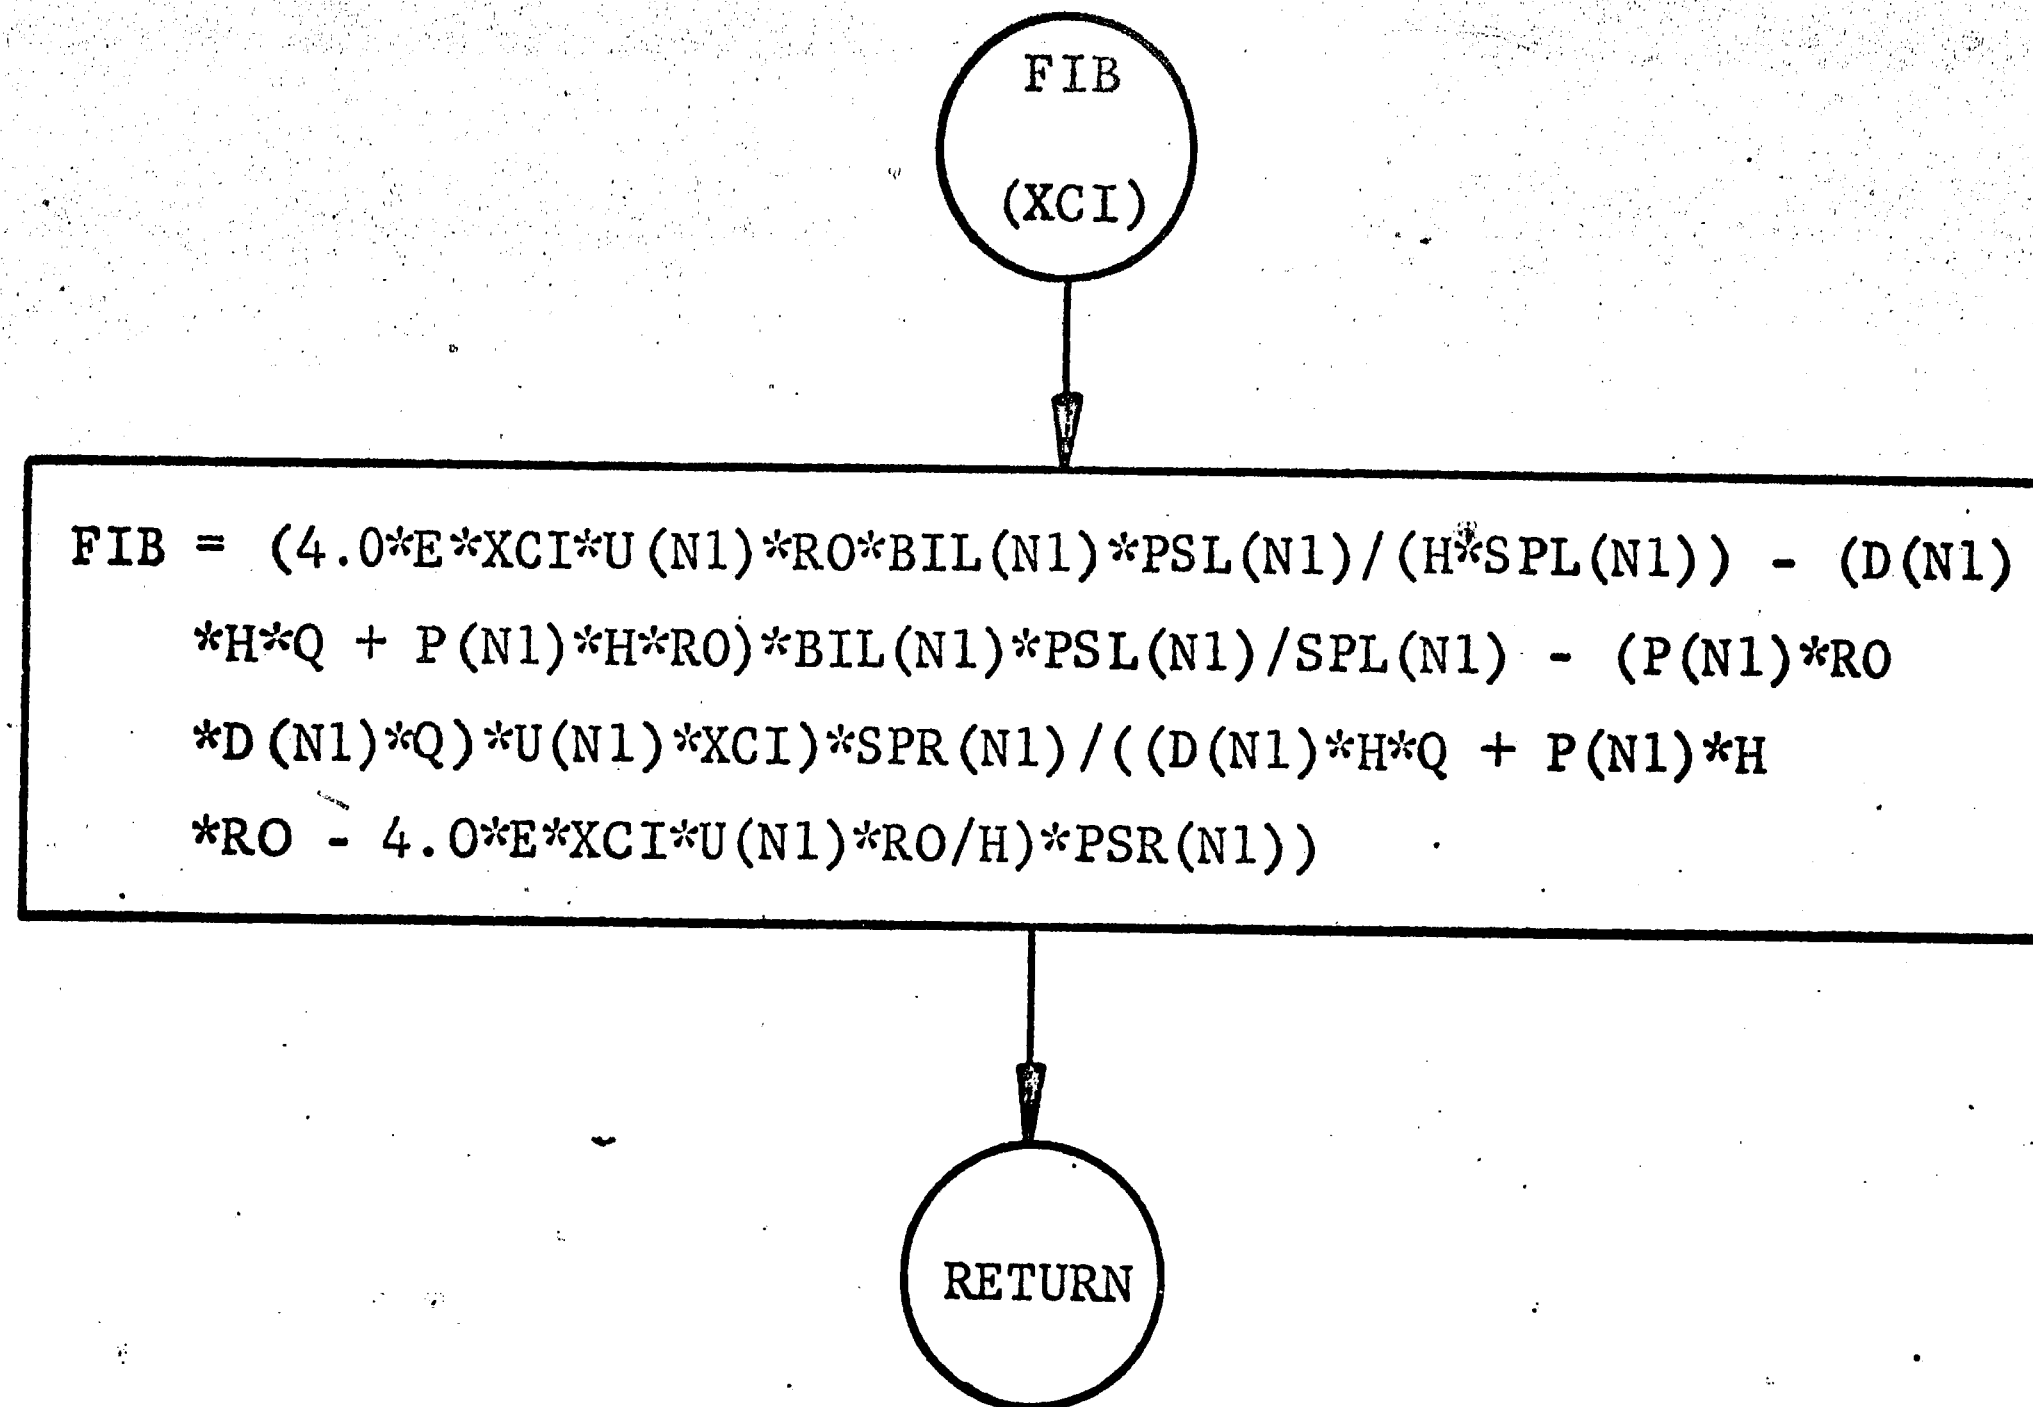 FIB
(XCI)
FIB = (4.0*E*XCI*U(N1)*RO*BIL(N1)*PSL(N1)/(H*SPL(N1)) - (D(N1)
*H*Q + P(N1)*H*RO)*BIL(N1)*PSL(N1)/SPL(N1) - (P(N1)*RO
*D(N1)*Q)*U(N1)*XCI)*SPR(N1)/((D(N1)*H*Q + P(N1)*H
*RO - 4.0*E*XCI*U(N1)*RO/H)*PSR(N1))
RETURN